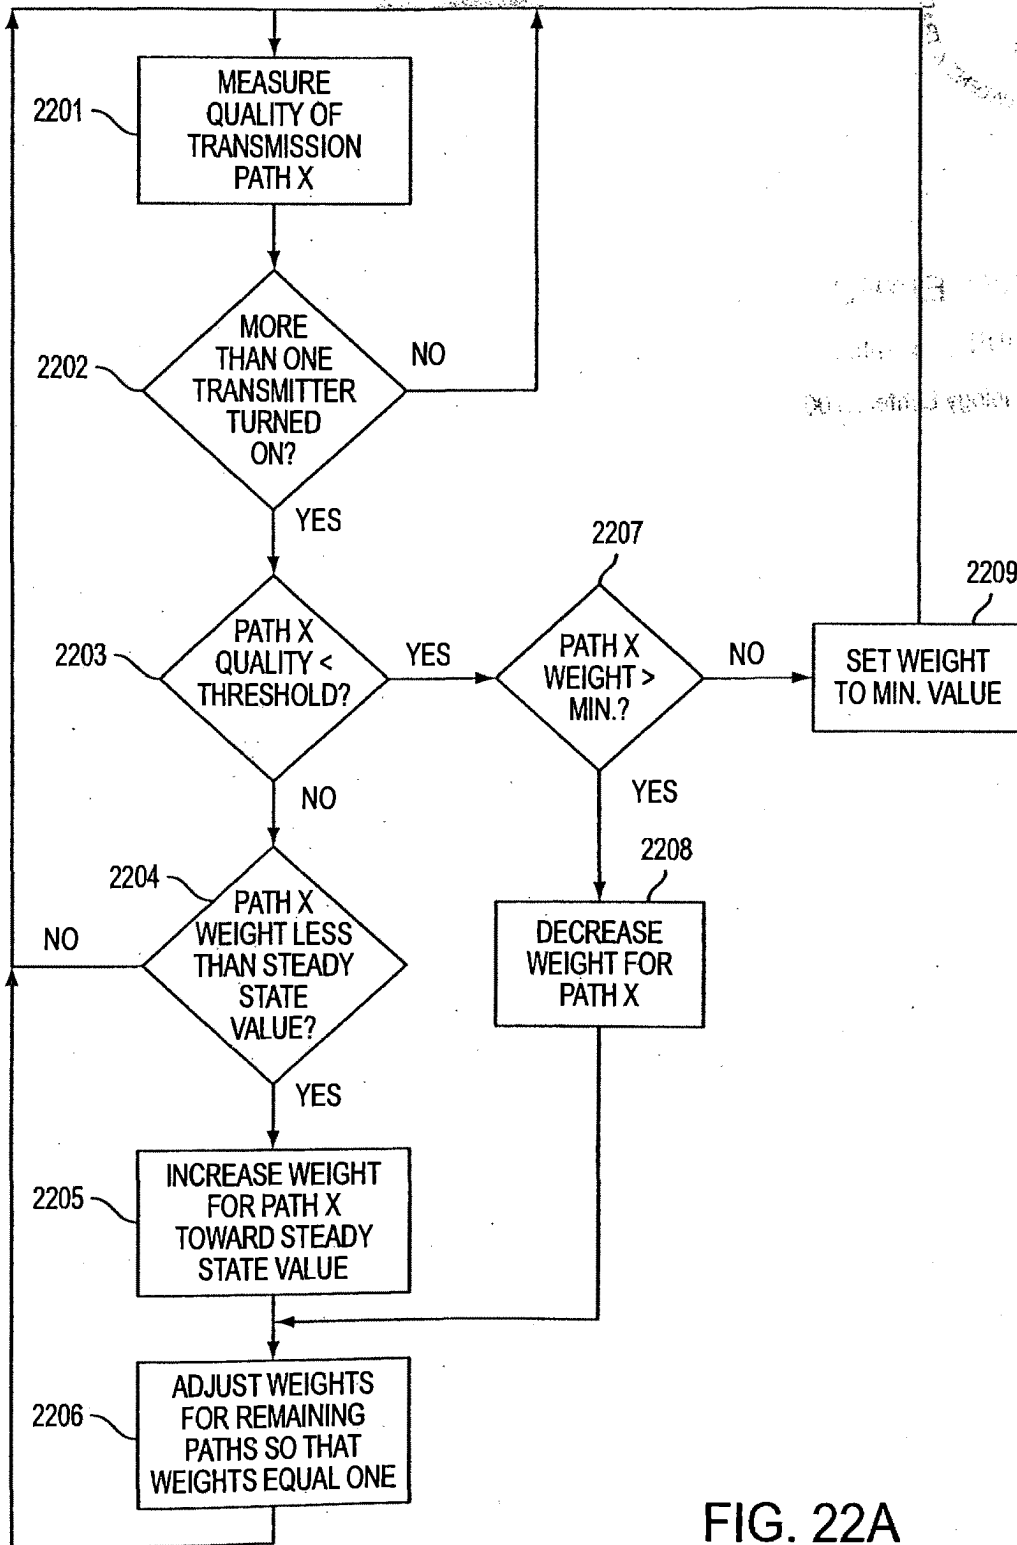 2201
MEASURE
QUALITY OF
TRANSMISSION
PATH X
2202
MORE
THAN ONE
TRANSMITTER
TURNED
ON?
NO
YES
2203
PATH X
QUALITY <
THRESHOLD?
YES
2207
PATH X
WEIGHT >
MIN.?
NO
2209
SET WEIGHT
TO MIN. VALUE
NO
YES
2204
PATH X
WEIGHT LESS
THAN STEADY
STATE
VALUE?
NO
2208
DECREASE
WEIGHT FOR
PATH X
YES
2205
INCREASE WEIGHT
FOR PATH X
TOWARD STEADY
STATE VALUE
2206
ADJUST WEIGHTS
FOR REMAINING
PATHS SO THAT
WEIGHTS EQUAL ONE
FIG. 22A